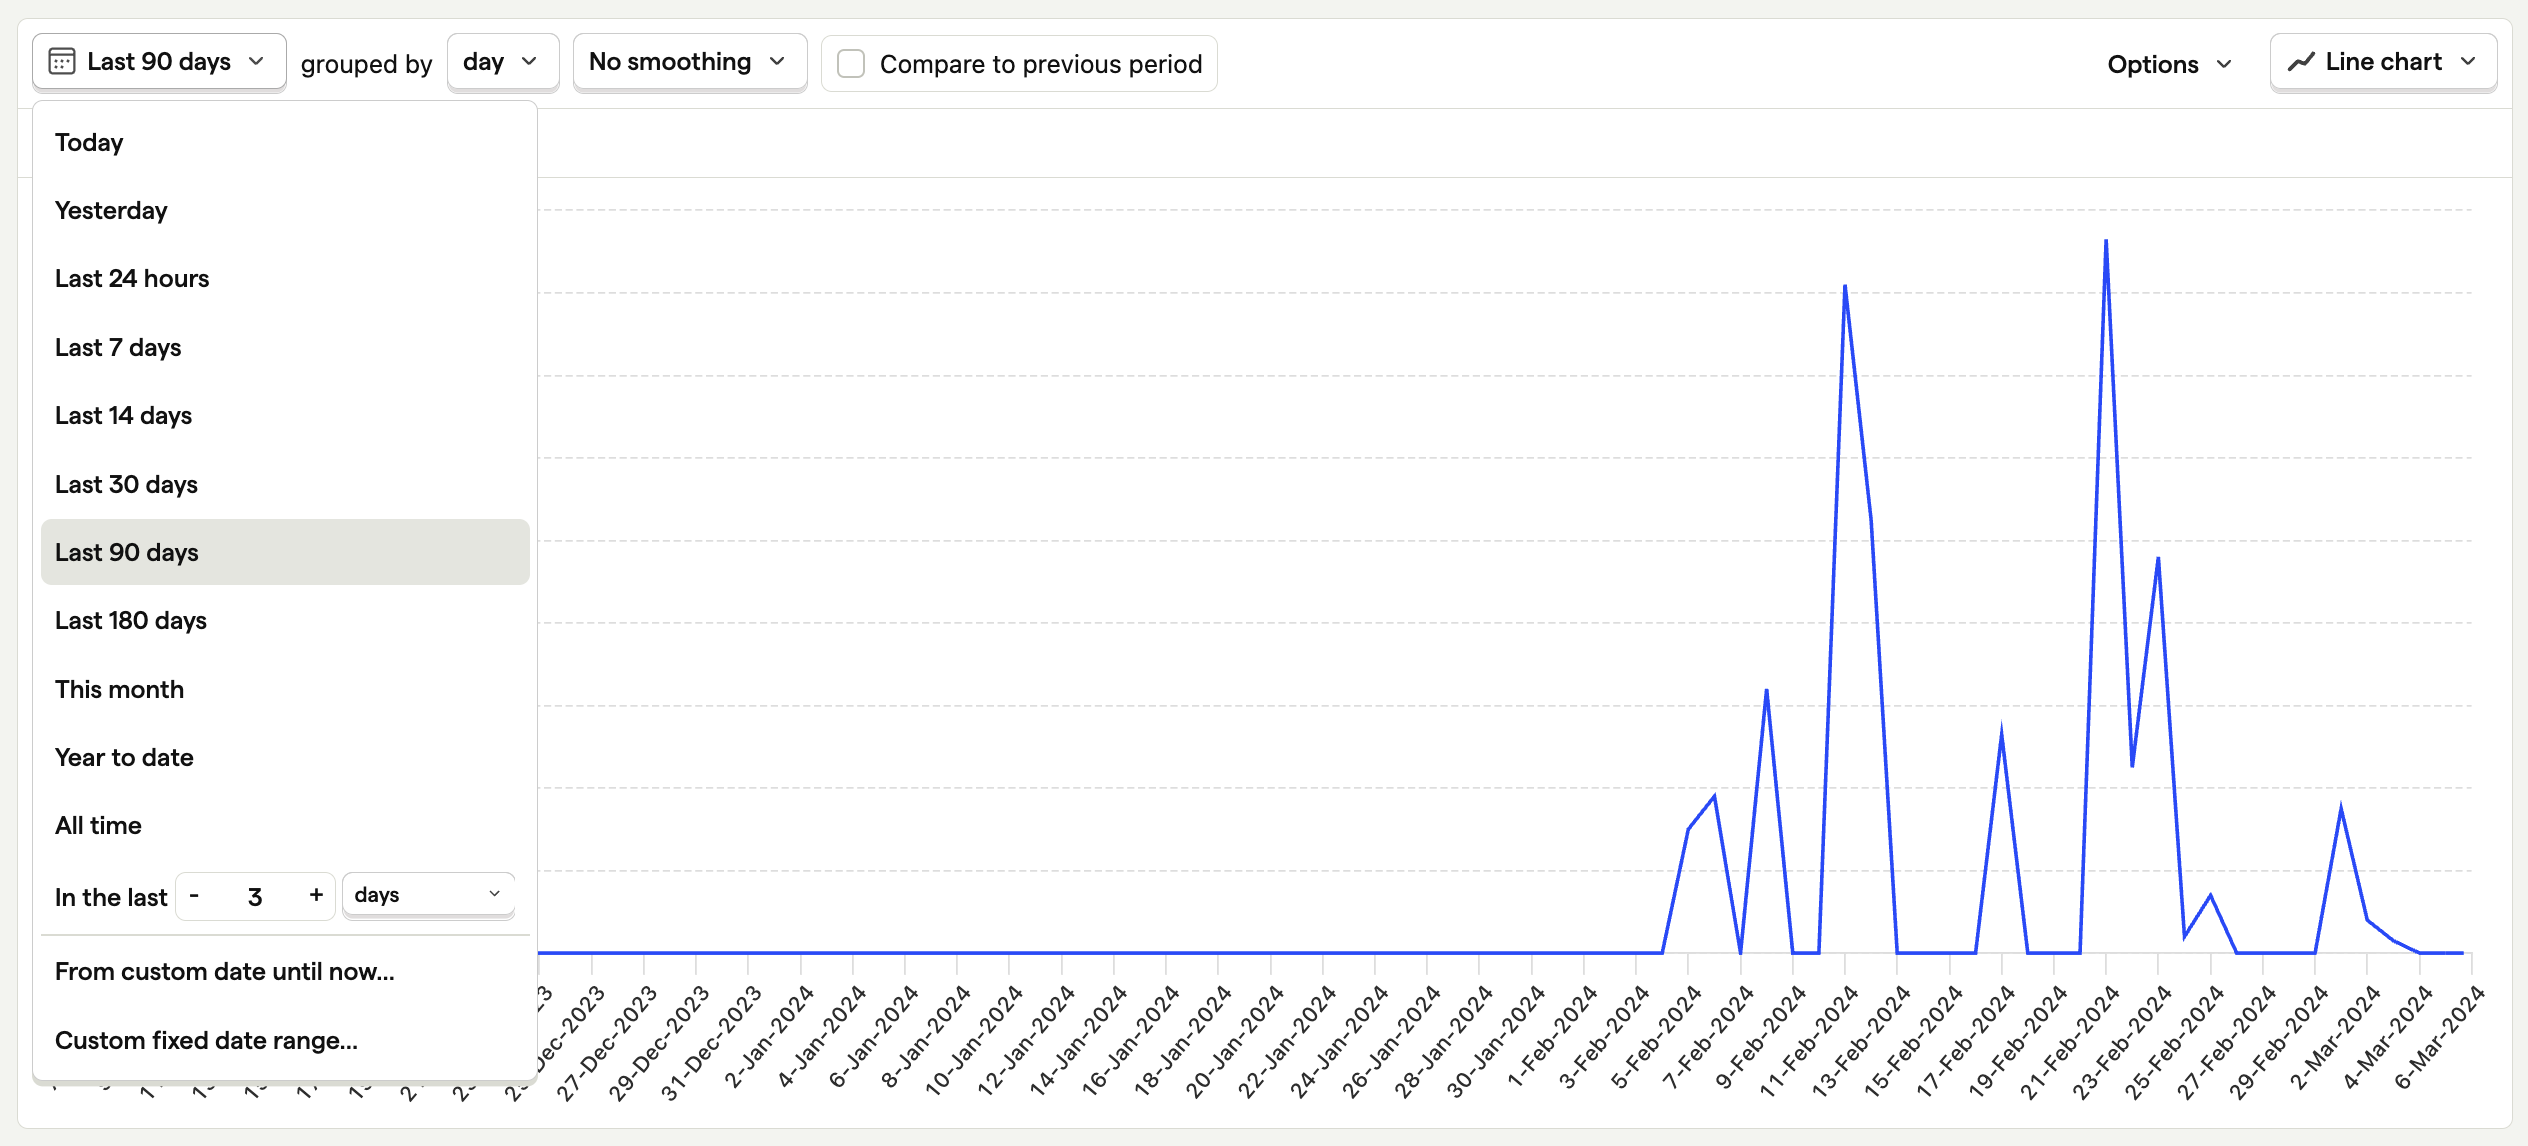 Last 90 days grouped by day No smoothing Compare to previous period Options Line chart
Today
Yesterday
Last 24 hours
Last 7 days
Last 14 days
Last 30 days
Last 90 days
Last 180 days
This month
Year to date
All time
In the last - 3 + days
From custom date until now...
Custom fixed date range...
27-Dec-2023
29-Dec-2023
31-Dec-2023
2-Jan-2024
4-Jan-2024
6-Jan-2024
8-Jan-2024
10-Jan-2024
12-Jan-2024
14-Jan-2024
16-Jan-2024
18-Jan-2024
20-Jan-2024
22-Jan-2024
24-Jan-2024
26-Jan-2024
28-Jan-2024
30-Jan-2024
1-Feb-2024
3-Feb-2024
5-Feb-2024
7-Feb-2024
9-Feb-2024
11-Feb-2024
13-Feb-2024
15-Feb-2024
17-Feb-2024
19-Feb-2024
21-Feb-2024
23-Feb-2024
25-Feb-2024
27-Feb-2024
29-Feb-2024
2-Mar-2024
4-Mar-2024
6-Mar-2024